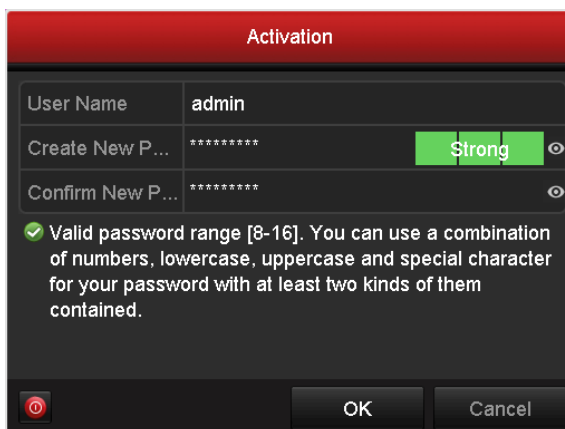 Activation
User Name admin
Create New P... ********* Strong
Confirm New P... *********
Valid password range [8-16]. You can use a combination
of numbers, lowercase, uppercase and special character
for your password with at least two kinds of them
contained.
OK Cancel